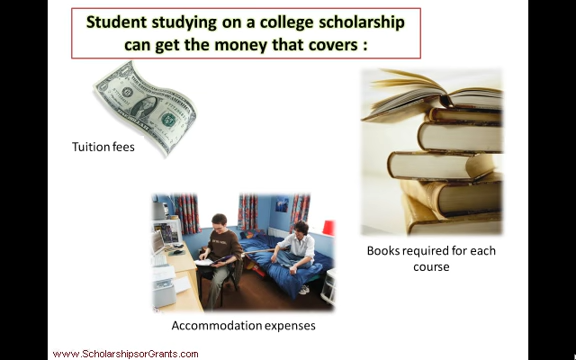 Student studying on a college scholarship
can get the money that covers :
Tuition fees
Books required for each
course
Accommodation expenses
www.ScholarshipsorGrants.com